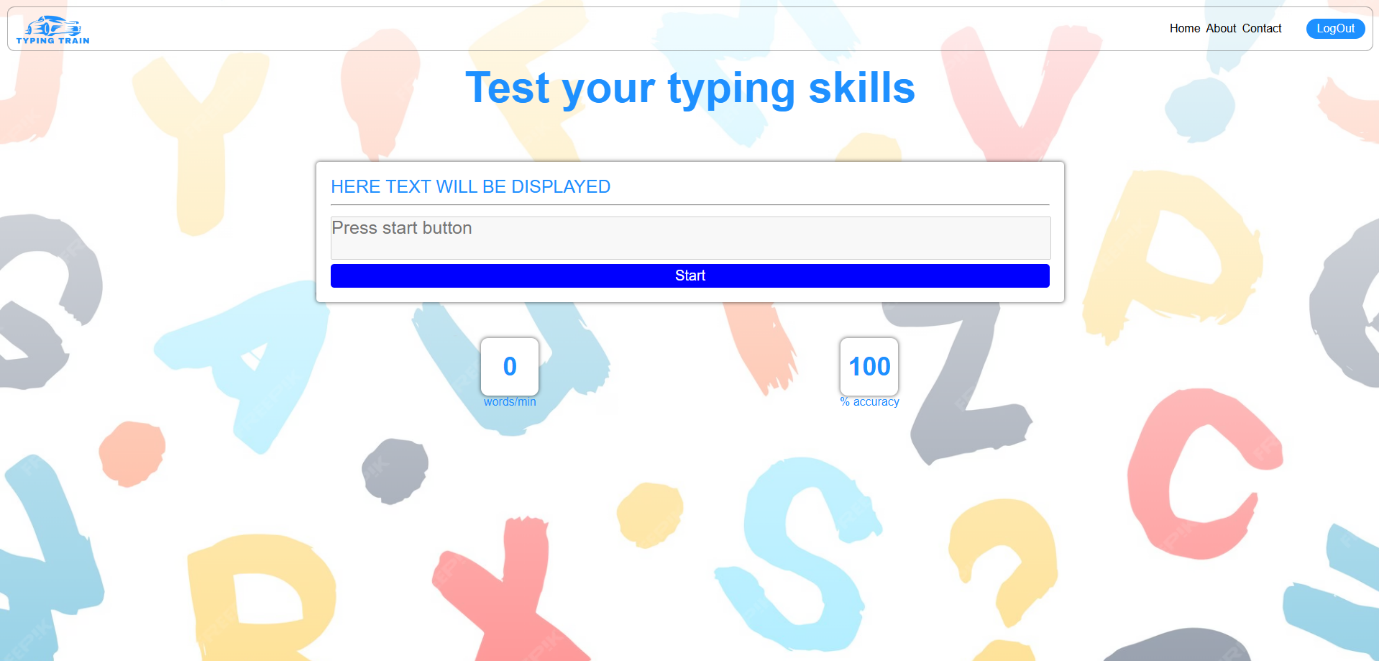 TYPING TRAIN
Home About Contact LogOut
Test your typing skills
HERE TEXT WILL BE DISPLAYED
Press start button
Start
0 100
words/min % accuracy